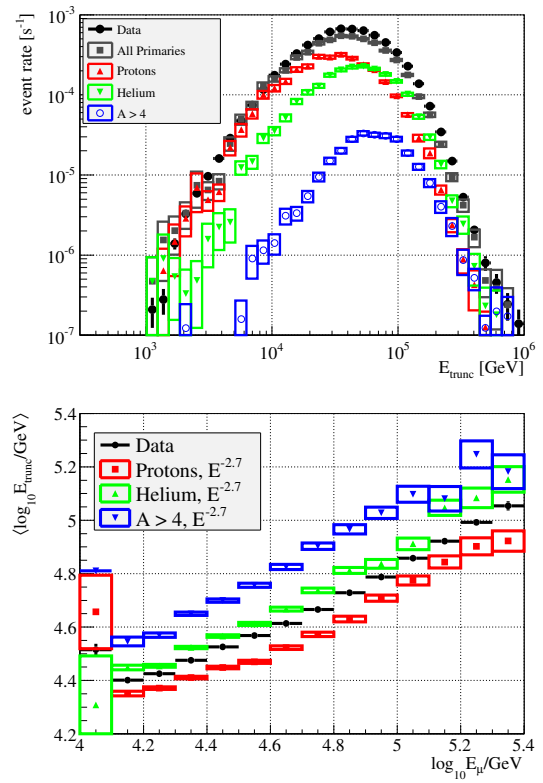 event rate [s⁻¹]
10⁻³
10⁻⁴
10⁻⁵
10⁻⁶
10⁻⁷
Data
All Primaries
Protons
Helium
A > 4
10³ 10⁴ 10⁵ 10⁶
E_trunc [GeV]
⟨log₁₀ E_trunc/GeV⟩
5.4
5.2
5
4.8
4.6
4.4
4.2
Data
Protons, E⁻²·⁷
Helium, E⁻²·⁷
A > 4, E⁻²·⁷
4 4.2 4.4 4.6 4.8 5 5.2 5.4
log₁₀ E_μ/GeV